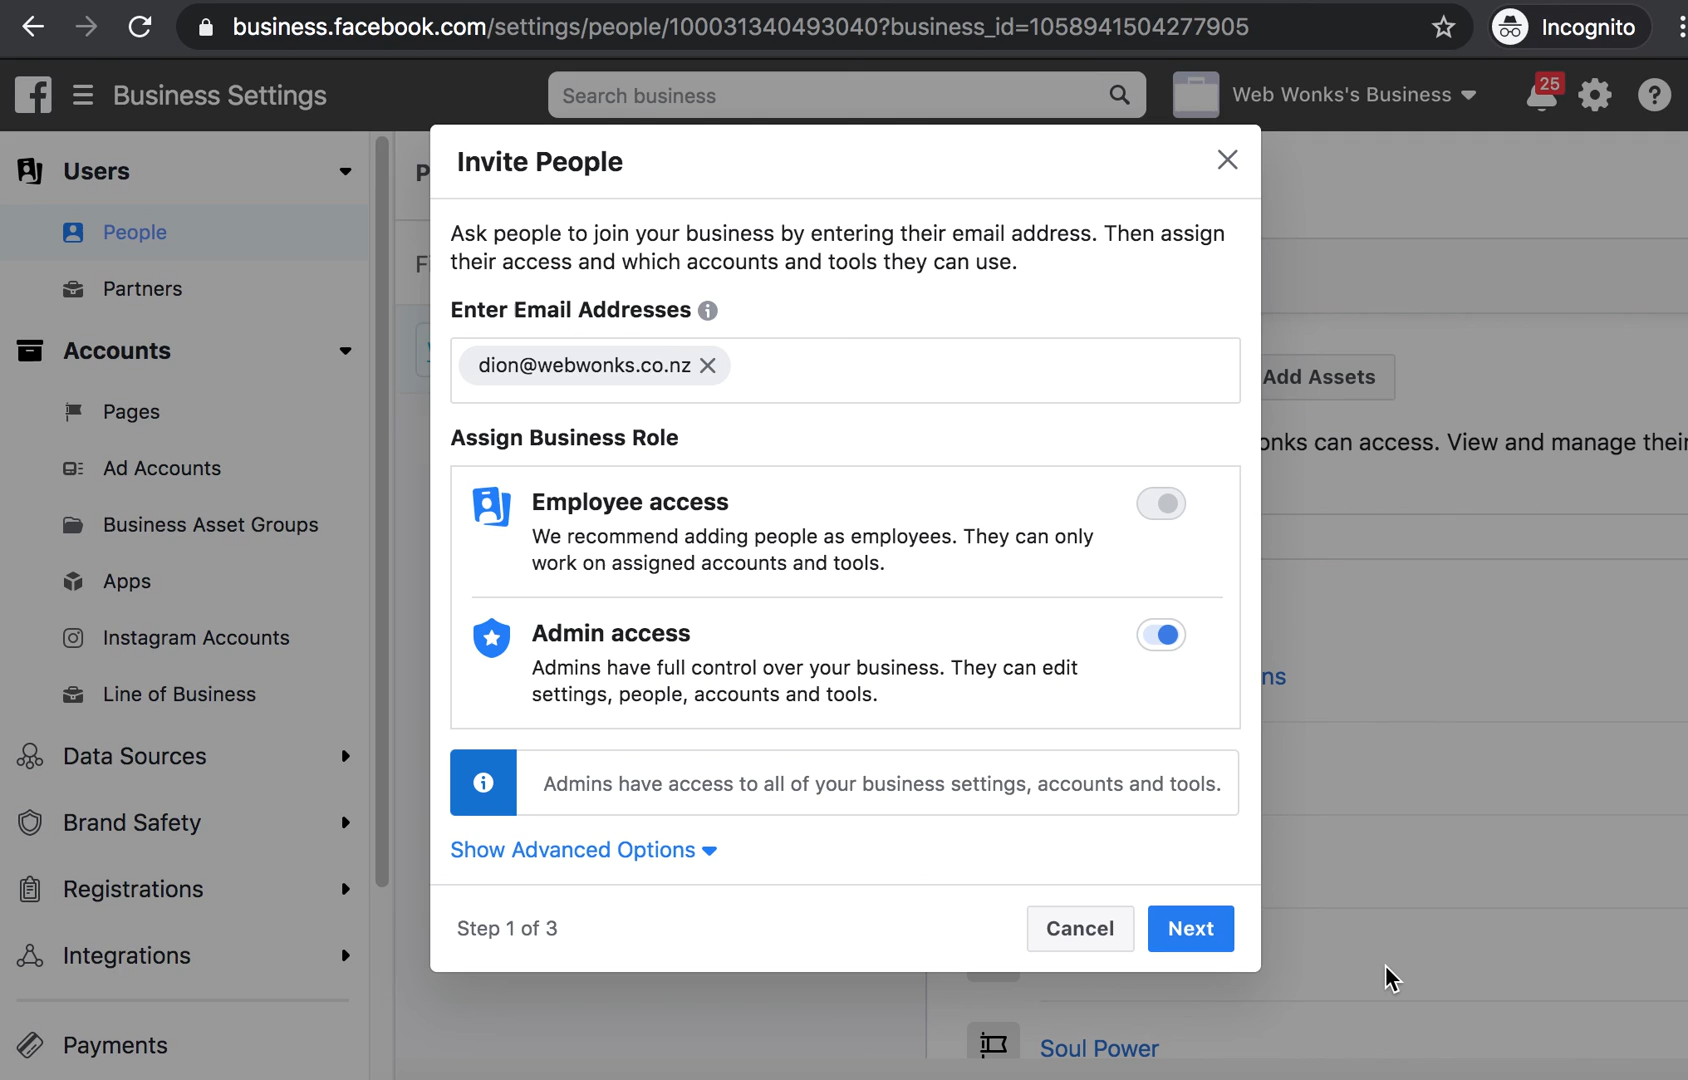 business.facebook.com/settings/people/100031340493040?business_id=1058941504277905
Incognito
Business Settings
Search business
Web Wonks's Business
25
Users
People
Partners
Accounts
Pages
Ad Accounts
Business Asset Groups
Apps
Instagram Accounts
Line of Business
Data Sources
Brand Safety
Registrations
Integrations
Payments
Invite People
Ask people to join your business by entering their email address. Then assign
their access and which accounts and tools they can use.
Enter Email Addresses
dion@webwonks.co.nz
Assign Business Role
Employee access
We recommend adding people as employees. They can only
work on assigned accounts and tools.
Admin access
Admins have full control over your business. They can edit
settings, people, accounts and tools.
Admins have access to all of your business settings, accounts and tools.
Show Advanced Options
Step 1 of 3
Cancel
Next
Add Assets
can access. View and manage their
Soul Power